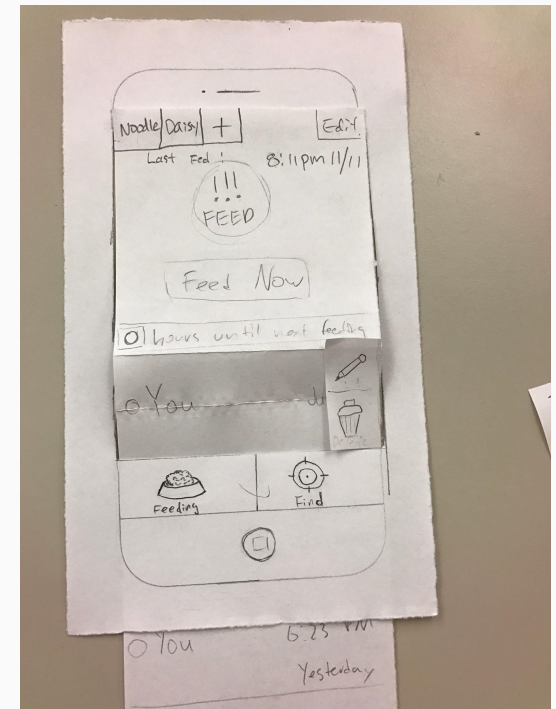 Noodle Daisy + Edit
Last Fed: 8:11pm 11/11
!!!
FEED
Feed Now
0 hours until next feeding
You
Feeding Find
You 6:23 PM
Yesterday